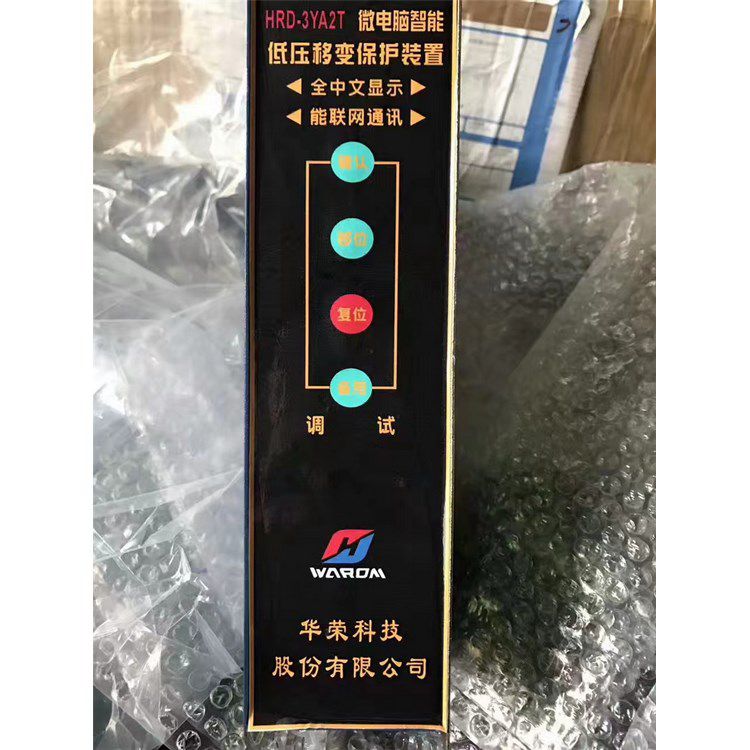 HRD-3YA2T 微电脑智能
低压移变保护装置
全中文显示
能联网通讯
确认
移位
复位
备用
调 试
WAROM
华荣科技
股份有限公司